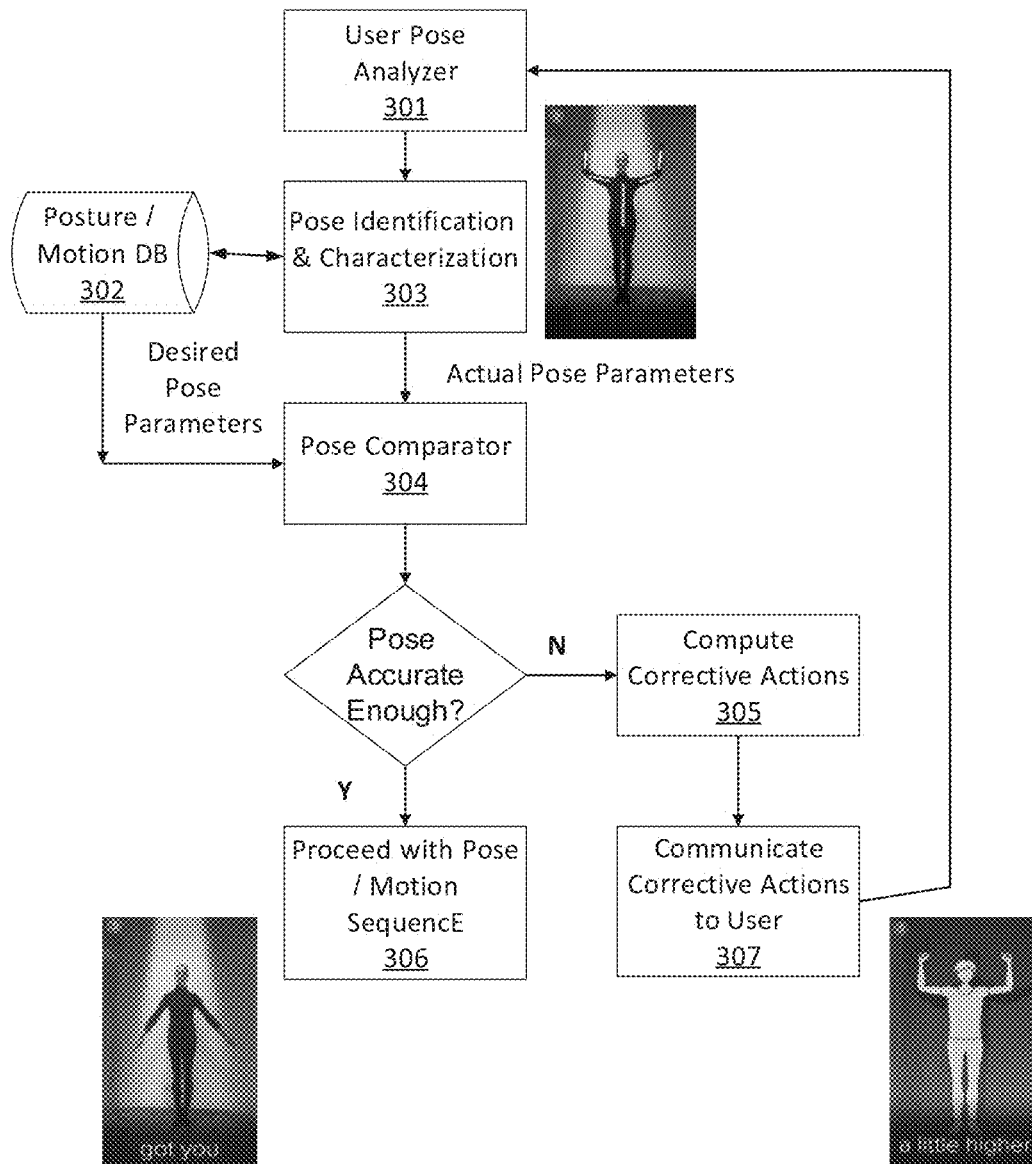 User Pose
Analyzer
301
Posture /
Motion DB
302
Pose Identification
& Characterization
303
Desired
Pose
Parameters
Actual Pose Parameters
Pose Comparator
304
Pose
Accurate
Enough?
N
Compute
Corrective Actions
305
Y
Proceed with Pose
/ Motion
SequencE
306
Communicate
Corrective Actions
to User
307
got you
a little higher